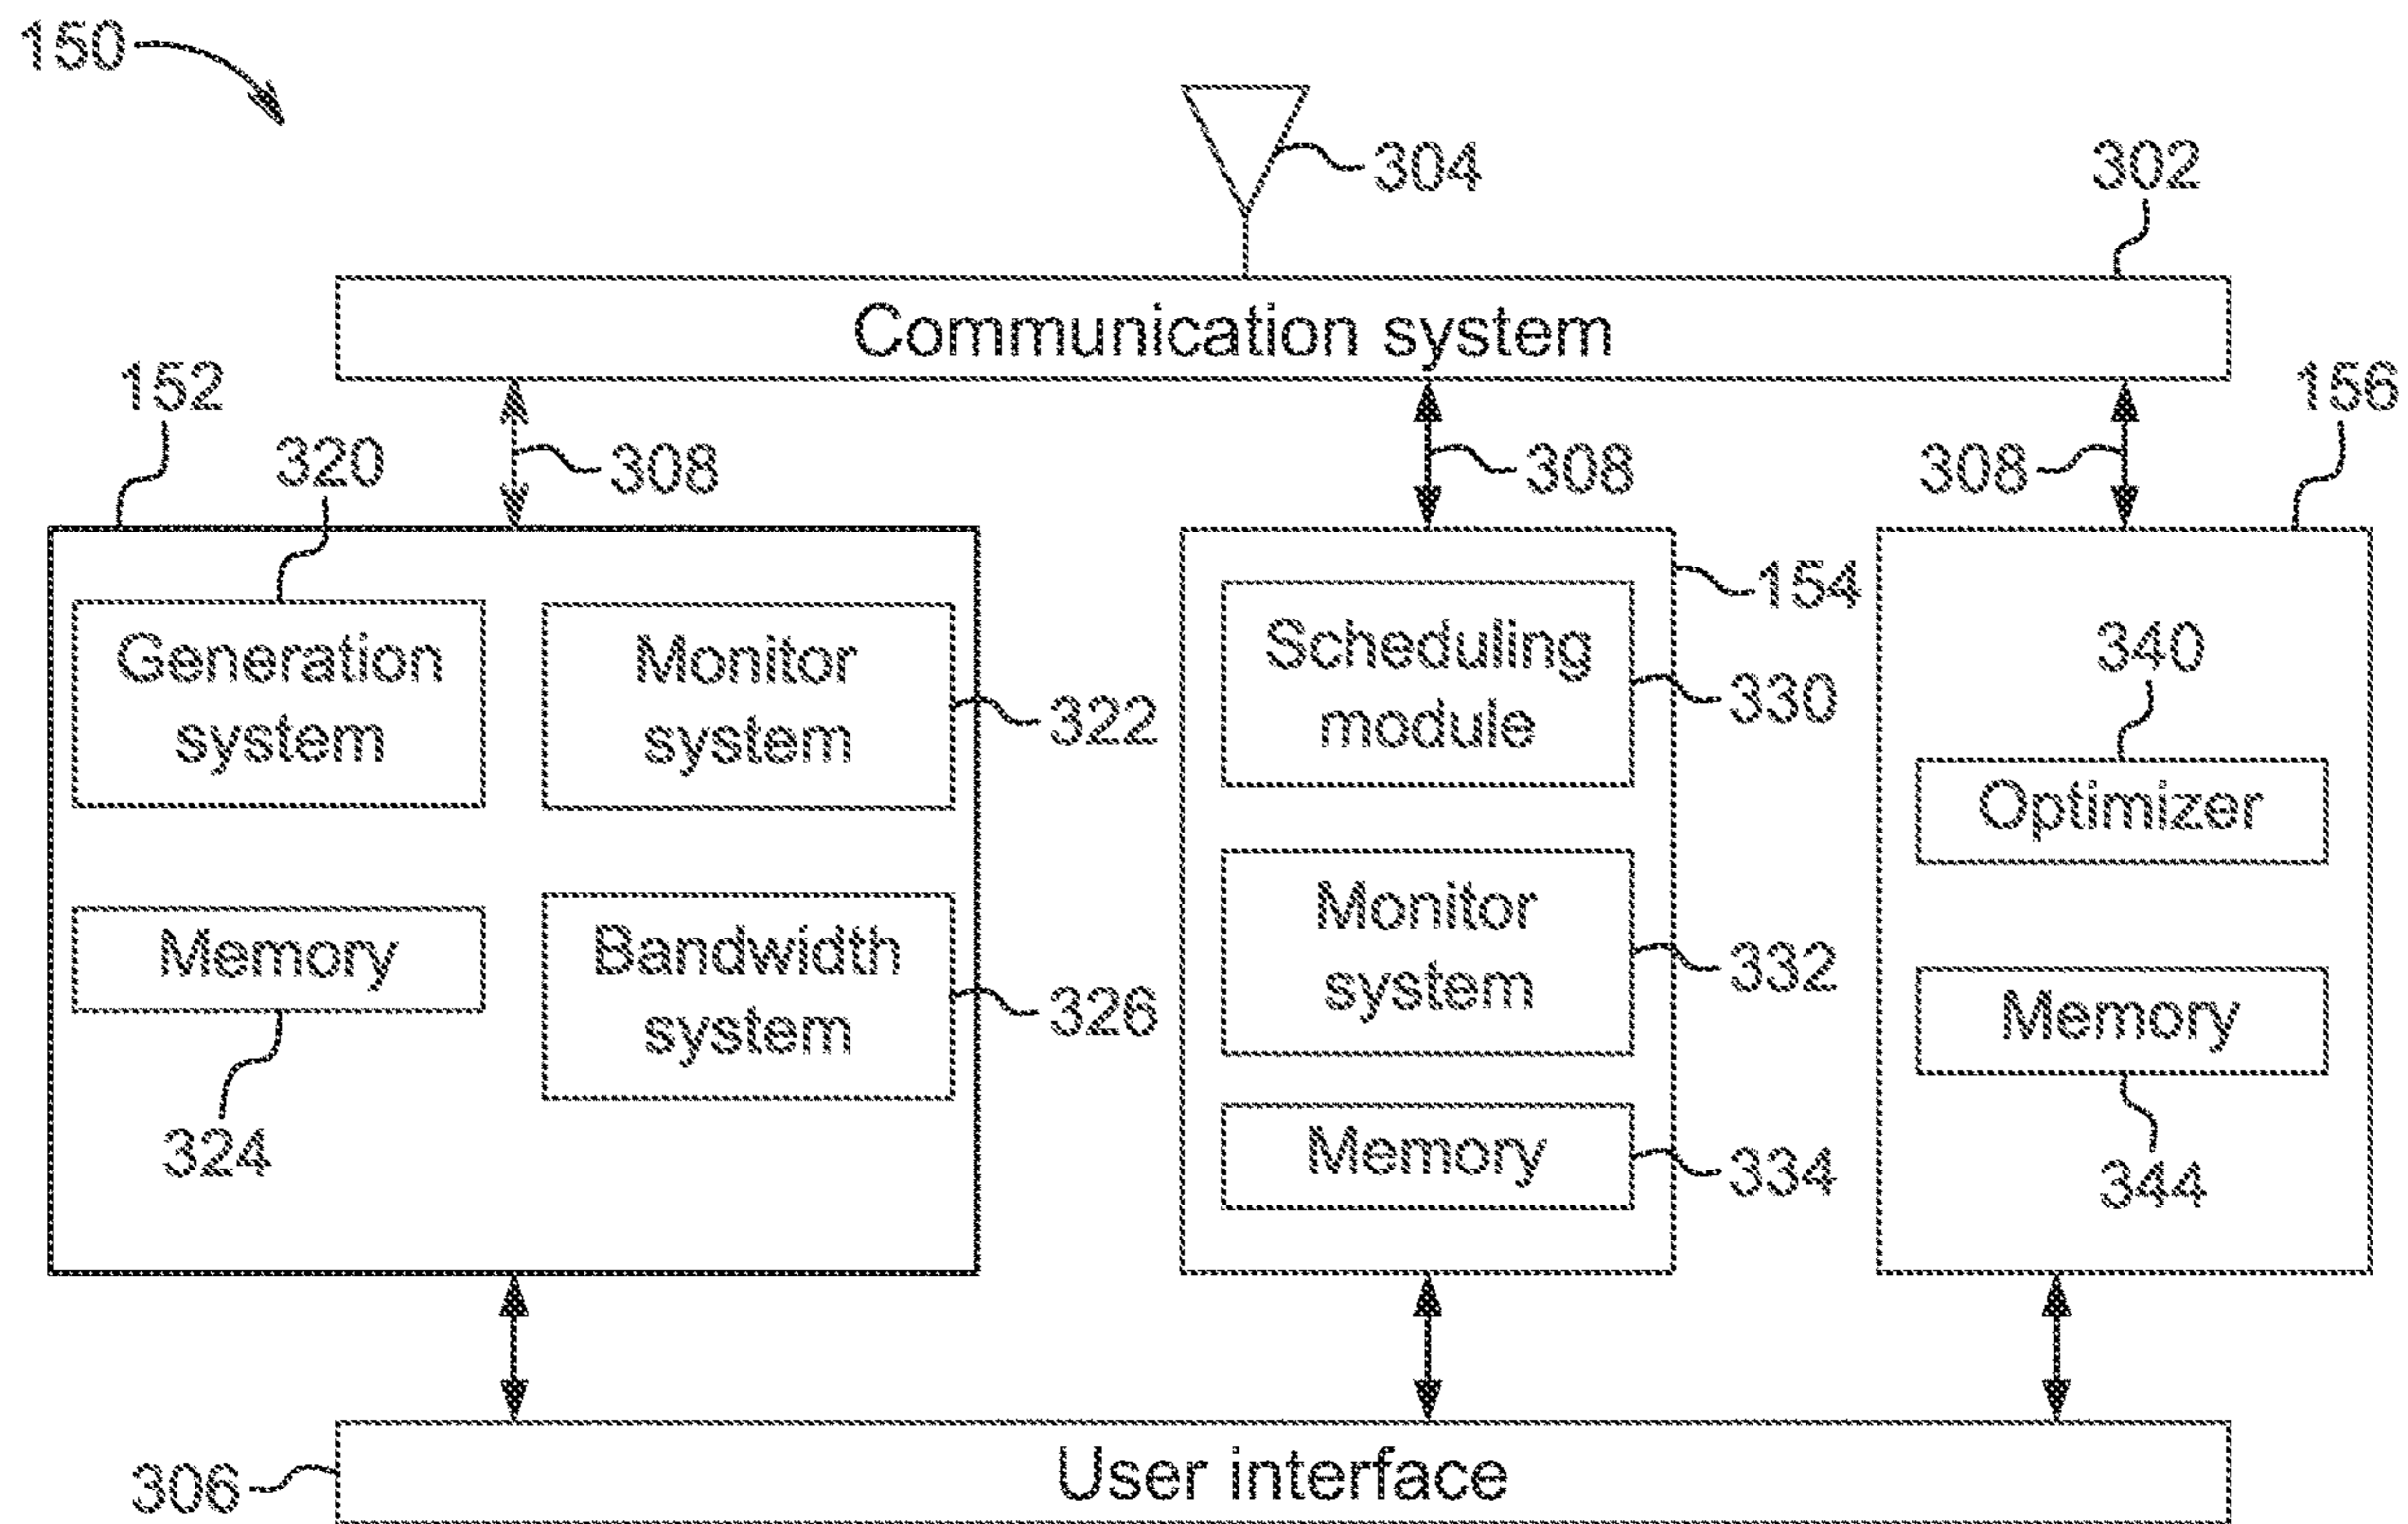 150
304
302
Communication system
152
156
320
308
308
308
154
Generation
system
Monitor
system
322
Scheduling
module
330
340
Optimizer
Memory
Bandwidth
system
326
Monitor
system
332
Memory
324
Memory
334
344
306
User interface